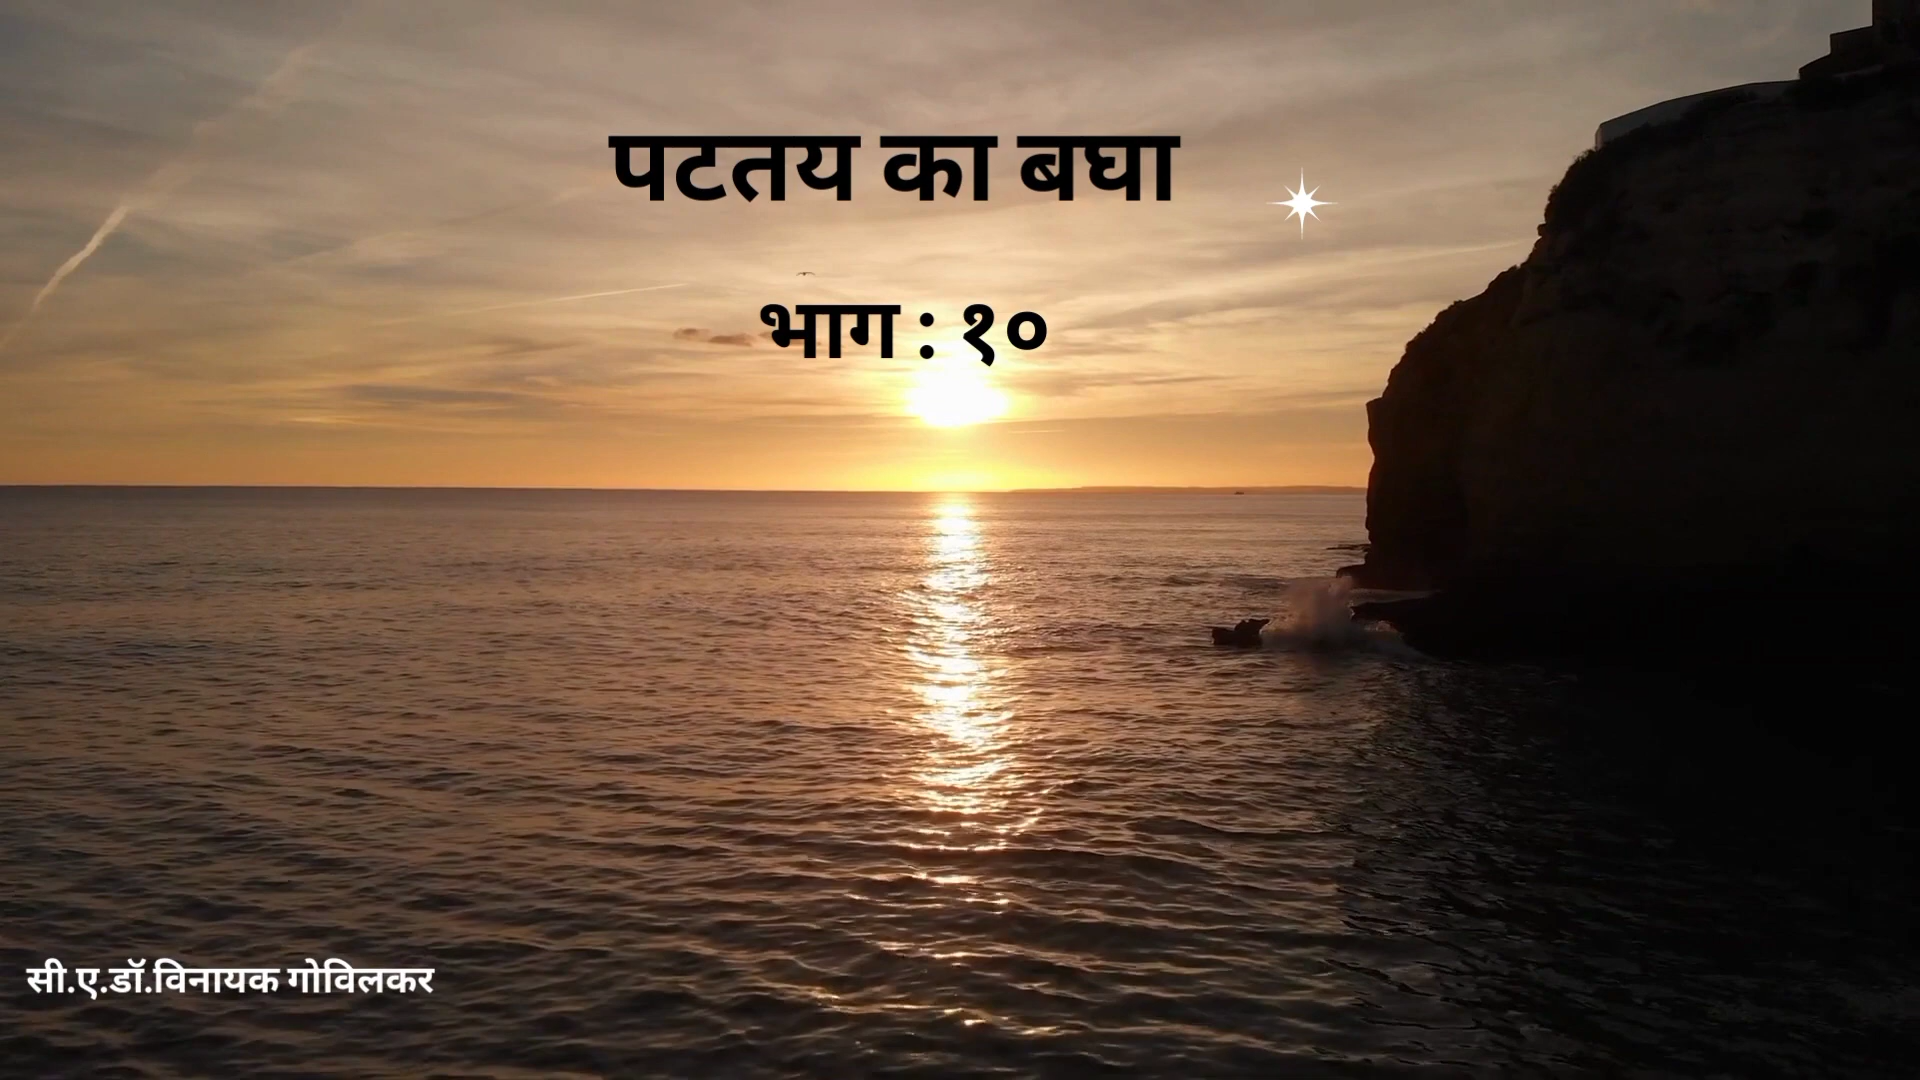 पटतय का बघा
भाग : १०
सी.ए.डॉ.विनायक गोविलकर